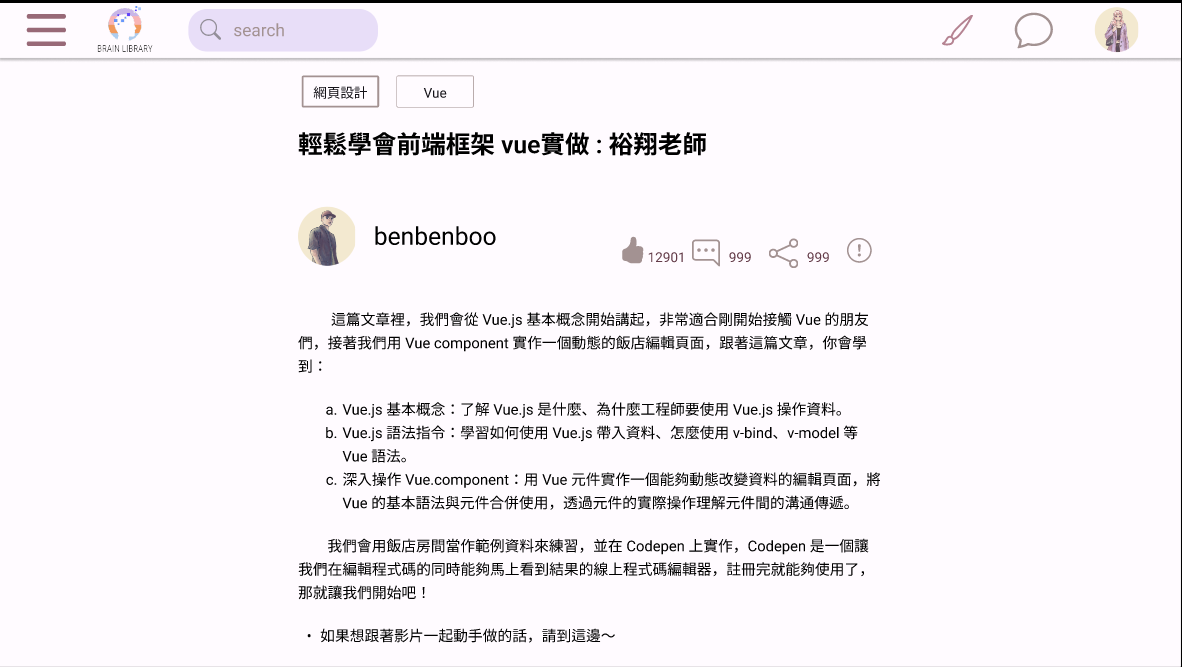 BRAIN LIBRARY
search
網頁設計
Vue
輕鬆學會前端框架 vue實做 : 裕翔老師
benbenboo
12901
999
999
這篇文章裡，我們會從 Vue.js 基本概念開始講起，非常適合剛開始接觸 Vue 的朋友
們，接著我們用 Vue component 實作一個動態的飯店編輯頁面，跟著這篇文章，你會學
到：
a. Vue.js 基本概念：了解 Vue.js 是什麼、為什麼工程師要使用 Vue.js 操作資料。
b. Vue.js 語法指令：學習如何使用 Vue.js 帶入資料、怎麼使用 v-bind、v-model 等
Vue 語法。
c. 深入操作 Vue.component：用 Vue 元件實作一個能夠動態改變資料的編輯頁面，將
Vue 的基本語法與元件合併使用，透過元件的實際操作理解元件間的溝通傳遞。
我們會用飯店房間當作範例資料來練習，並在 Codepen 上實作，Codepen 是一個讓
我們在編輯程式碼的同時能夠馬上看到結果的線上程式碼編輯器，註冊完就能夠使用了，
那就讓我們開始吧！
• 如果想跟著影片一起動手做的話，請到這邊～